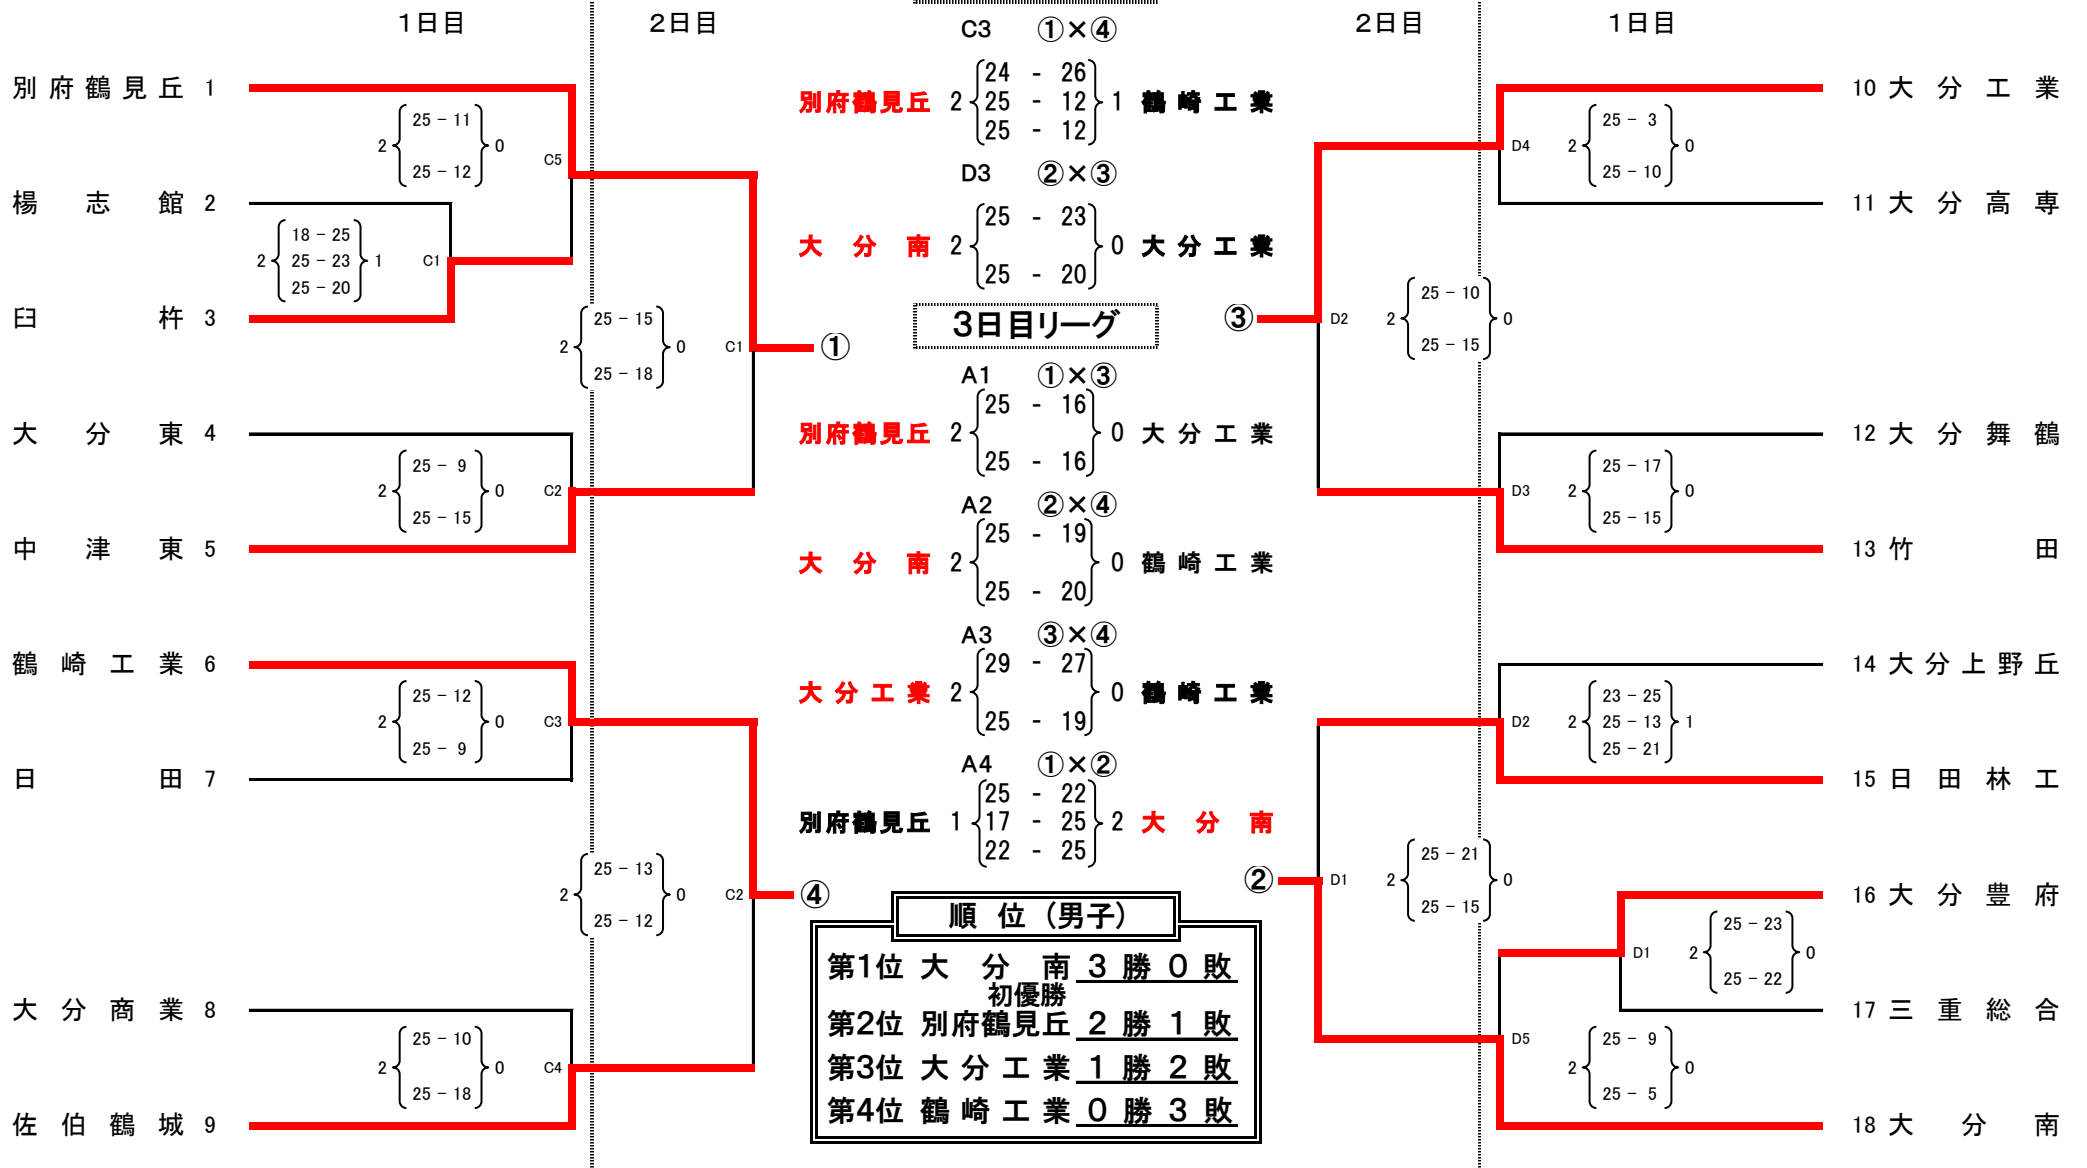 1日目
2日目
別府鶴見丘 1
2 25 - 11 0
25 - 12
C5
楊志館 2
2 18 - 25 1
25 - 23
25 - 20
C1
臼杵 3
2 25 - 15 0
25 - 18
C1
①
大分東 4
2 25 - 9 0
25 - 15
C2
中津東 5
鶴崎工業 6
2 25 - 12 0
25 - 9
C3
日田 7
2 25 - 13 0
25 - 12
C2
④
大分商業 8
2 25 - 10 0
25 - 18
C4
佐伯鶴城 9
C3 ①×④
24 - 26
別府鶴見丘 2 25 - 12 1 鶴崎工業
25 - 12
D3 ②×③
25 - 23
大分南 2 0 大分工業
25 - 20
3日目リーグ
A1 ①×③
25 - 16
別府鶴見丘 2 0 大分工業
25 - 16
A2 ②×④
25 - 19
大分南 2 0 鶴崎工業
25 - 20
A3 ③×④
29 - 27
大分工業 2 0 鶴崎工業
25 - 19
A4 ①×②
25 - 22
別府鶴見丘 1 17 - 25 2 大分南
22 - 25
順位(男子)
第1位 大分南 3勝0敗
初優勝
第2位 別府鶴見丘 2勝1敗
第3位 大分工業 1勝2敗
第4位 鶴崎工業 0勝3敗
2日目
1日目
10 大分工業
D4
2 25 - 3 0
25 - 10
11 大分高専
③
D2
2 25 - 10 0
25 - 15
12 大分舞鶴
D3
2 25 - 17 0
25 - 15
13 竹田
14 大分上野丘
D2
2 23 - 25 1
25 - 13
25 - 21
15 日田林工
②
D1
2 25 - 21 0
25 - 15
16 大分豊府
D1
2 25 - 23 0
25 - 22
17 三重総合
D5
2 25 - 9 0
25 - 5
18 大分南